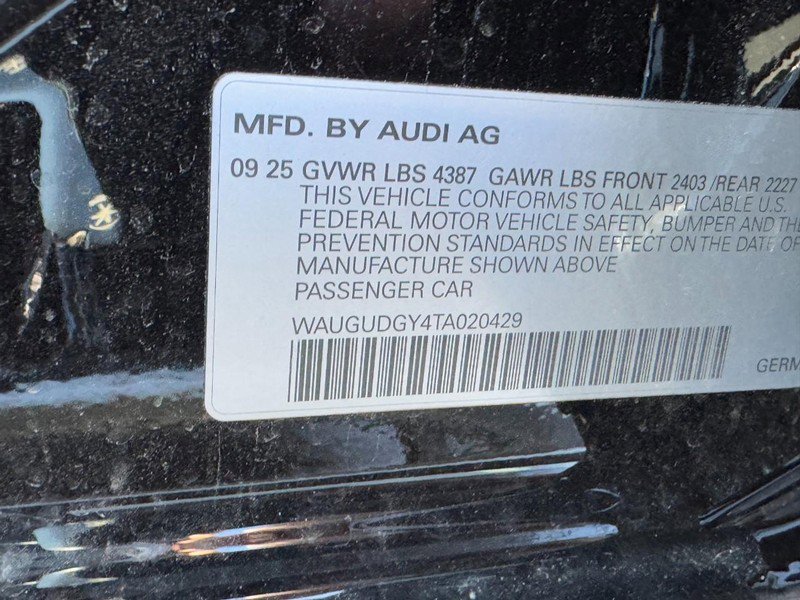 MFD. BY AUDI AG
09 25 GVWR LBS 4387 GAWR LBS FRONT 2403 /REAR 2227
THIS VEHICLE CONFORMS TO ALL APPLICABLE U.S.
FEDERAL MOTOR VEHICLE SAFETY, BUMPER AND THE
PREVENTION STANDARDS IN EFFECT ON THE DATE OF
MANUFACTURE SHOWN ABOVE
PASSENGER CAR
WAUGUDGY4TA020429
GERM